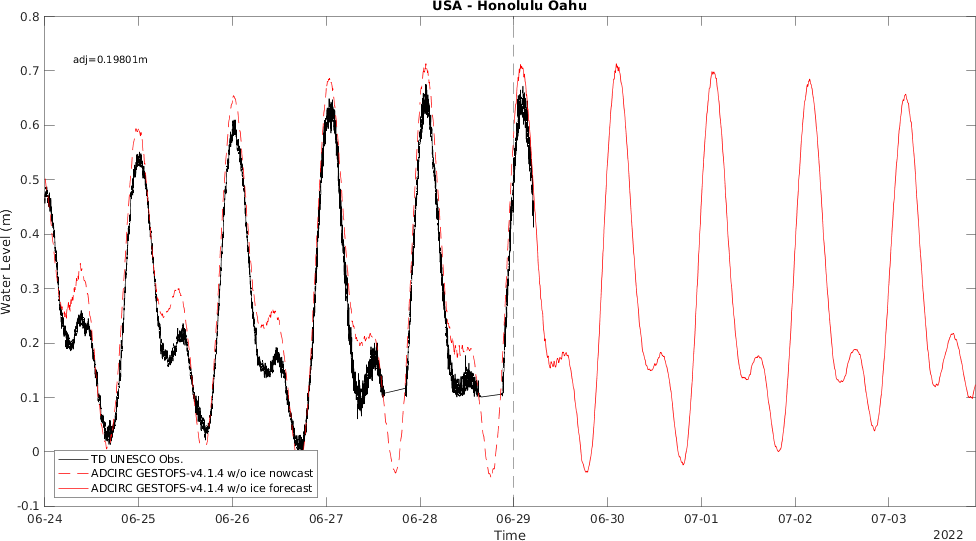 USA - Honolulu Oahu
adj=0.19801m
0.8
0.7
0.6
0.5
0.4
0.3
0.2
0.1
0
-0.1
Water Level (m)
TD UNESCO Obs.
ADCIRC GESTOFS-v4.1.4 w/o ice nowcast
ADCIRC GESTOFS-v4.1.4 w/o ice forecast
06-24 06-25 06-26 06-27 06-28 06-29 06-30 07-01 07-02 07-03
Time
2022